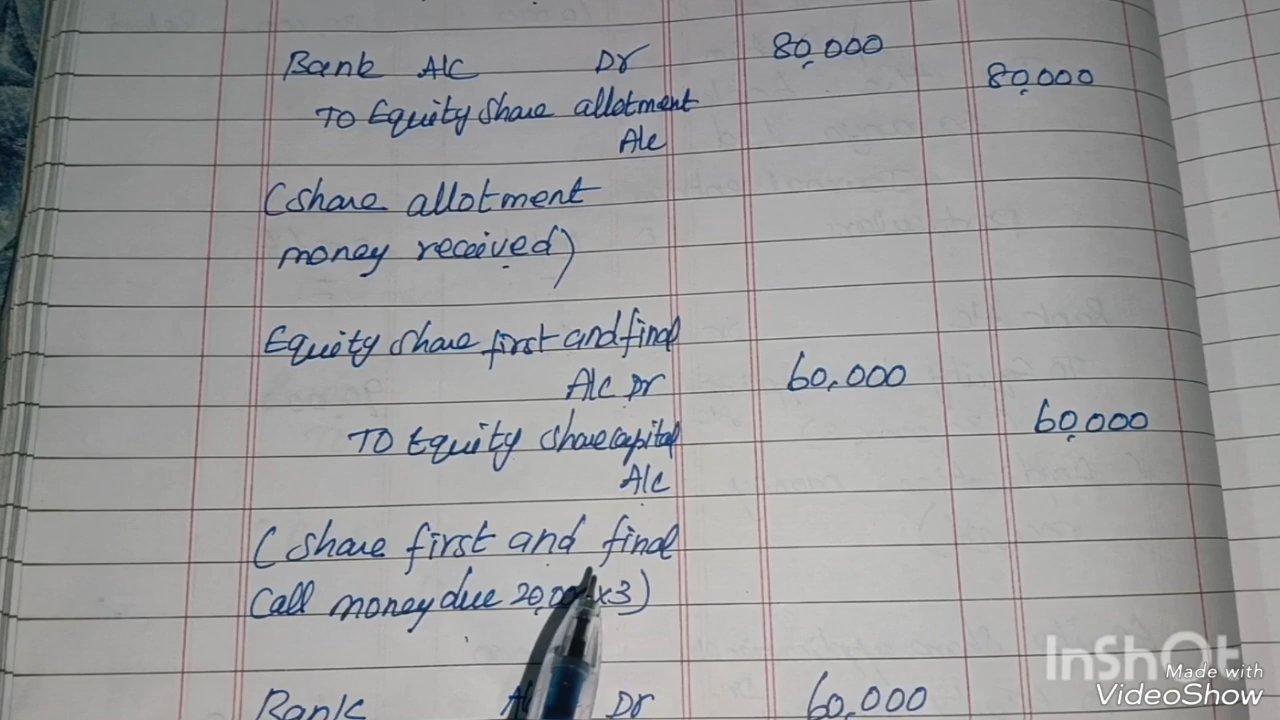 Bank A/C Dr 80,000
To Equity Share allotment 80,000
A/c
(Share allotment
money received)
Equity Share first and final
A/C Dr 60,000
To Equity share capital 60,000
A/C
(Share first and final
Call money due x3)
Bank Dr 60,000
InShOt
Made with
VideoShow